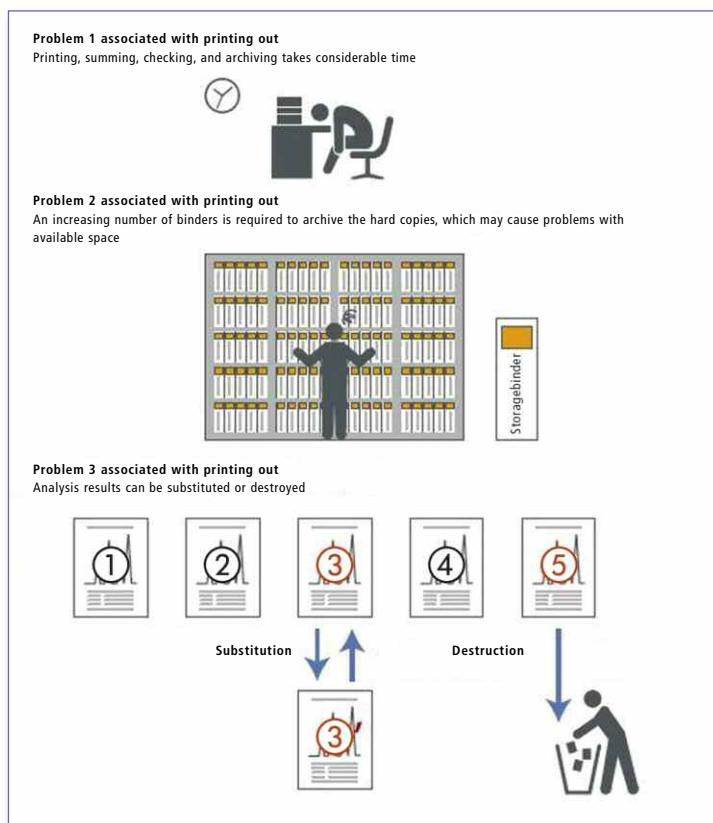 Problem 1 associated with printing out
Printing, summing, checking, and archiving takes considerable time
Problem 2 associated with printing out
An increasing number of binders is required to archive the hard copies, which may cause problems with
available space
Storagebinder
Problem 3 associated with printing out
Analysis results can be substituted or destroyed
1 2 3 4 5
Substitution Destruction
3